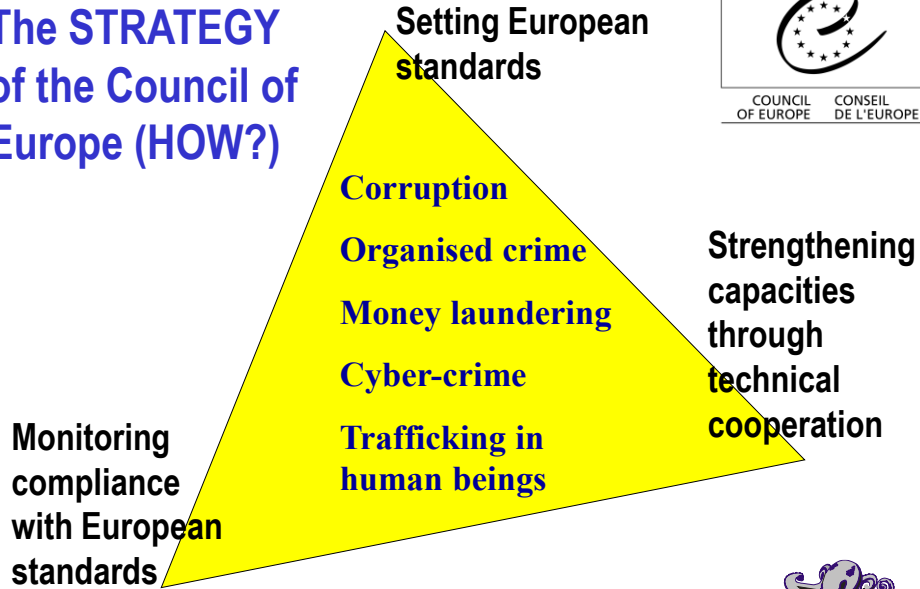 The STRATEGY
of the Council of
Europe (HOW?)
Setting European
standards
COUNCIL CONSEIL
OF EUROPE DE L'EUROPE
Corruption
Organised crime
Money laundering
Cyber-crime
Trafficking in
human beings
Strengthening
capacities
through
technical
cooperation
Monitoring
compliance
with European
standards